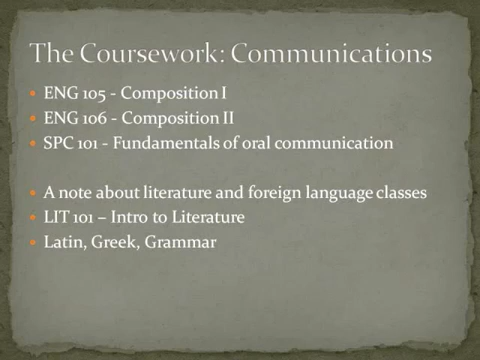 The Coursework: Communications
ENG 105 - Composition I
ENG 106 - Composition II
SPC 101 - Fundamentals of oral communication
A note about literature and foreign language classes
LIT 101 – Intro to Literature
Latin, Greek, Grammar